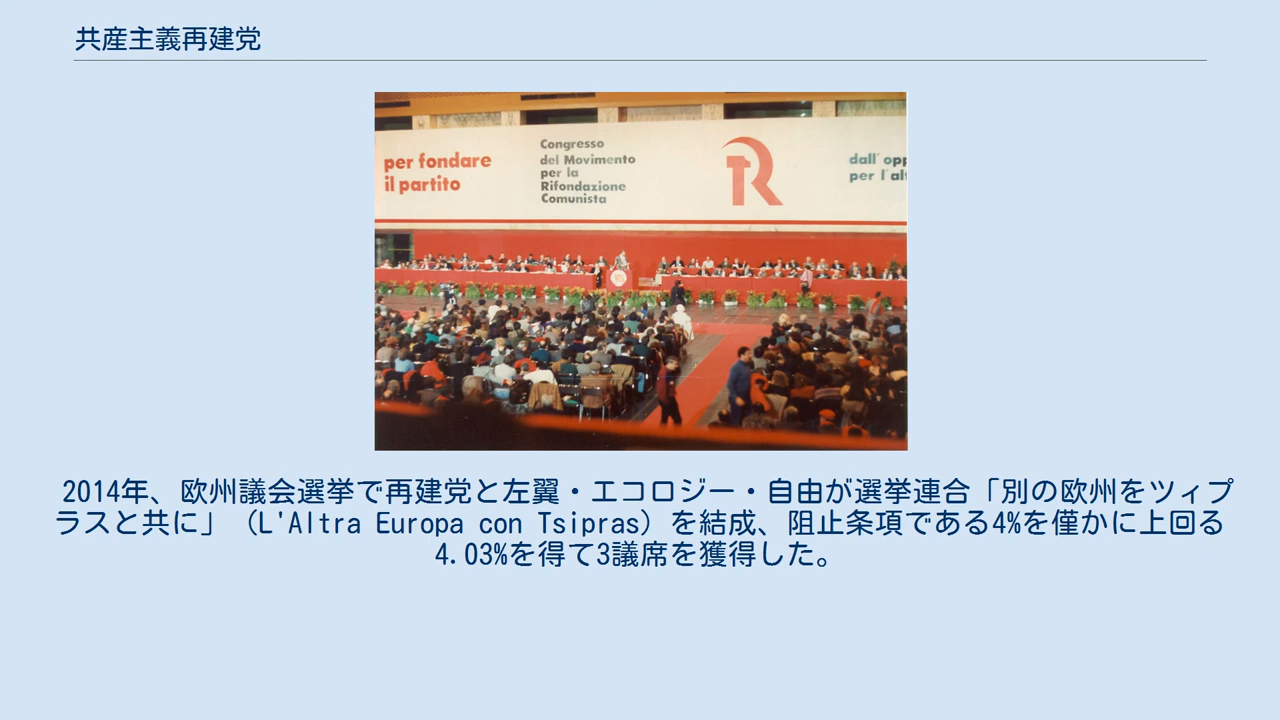 共産主義再建党
per fondare
il partito
Congresso
del Movimento
per la
Rifondazione
Comunista
dall'
per l'
2014年、欧州議会選挙で再建党と左翼・エコロジー・自由が選挙連合「別の欧州をツィプ
ラスと共に」（L'Altra Europa con Tsipras）を結成、阻止条項である4%を僅かに上回る
4.03%を得て3議席を獲得した。